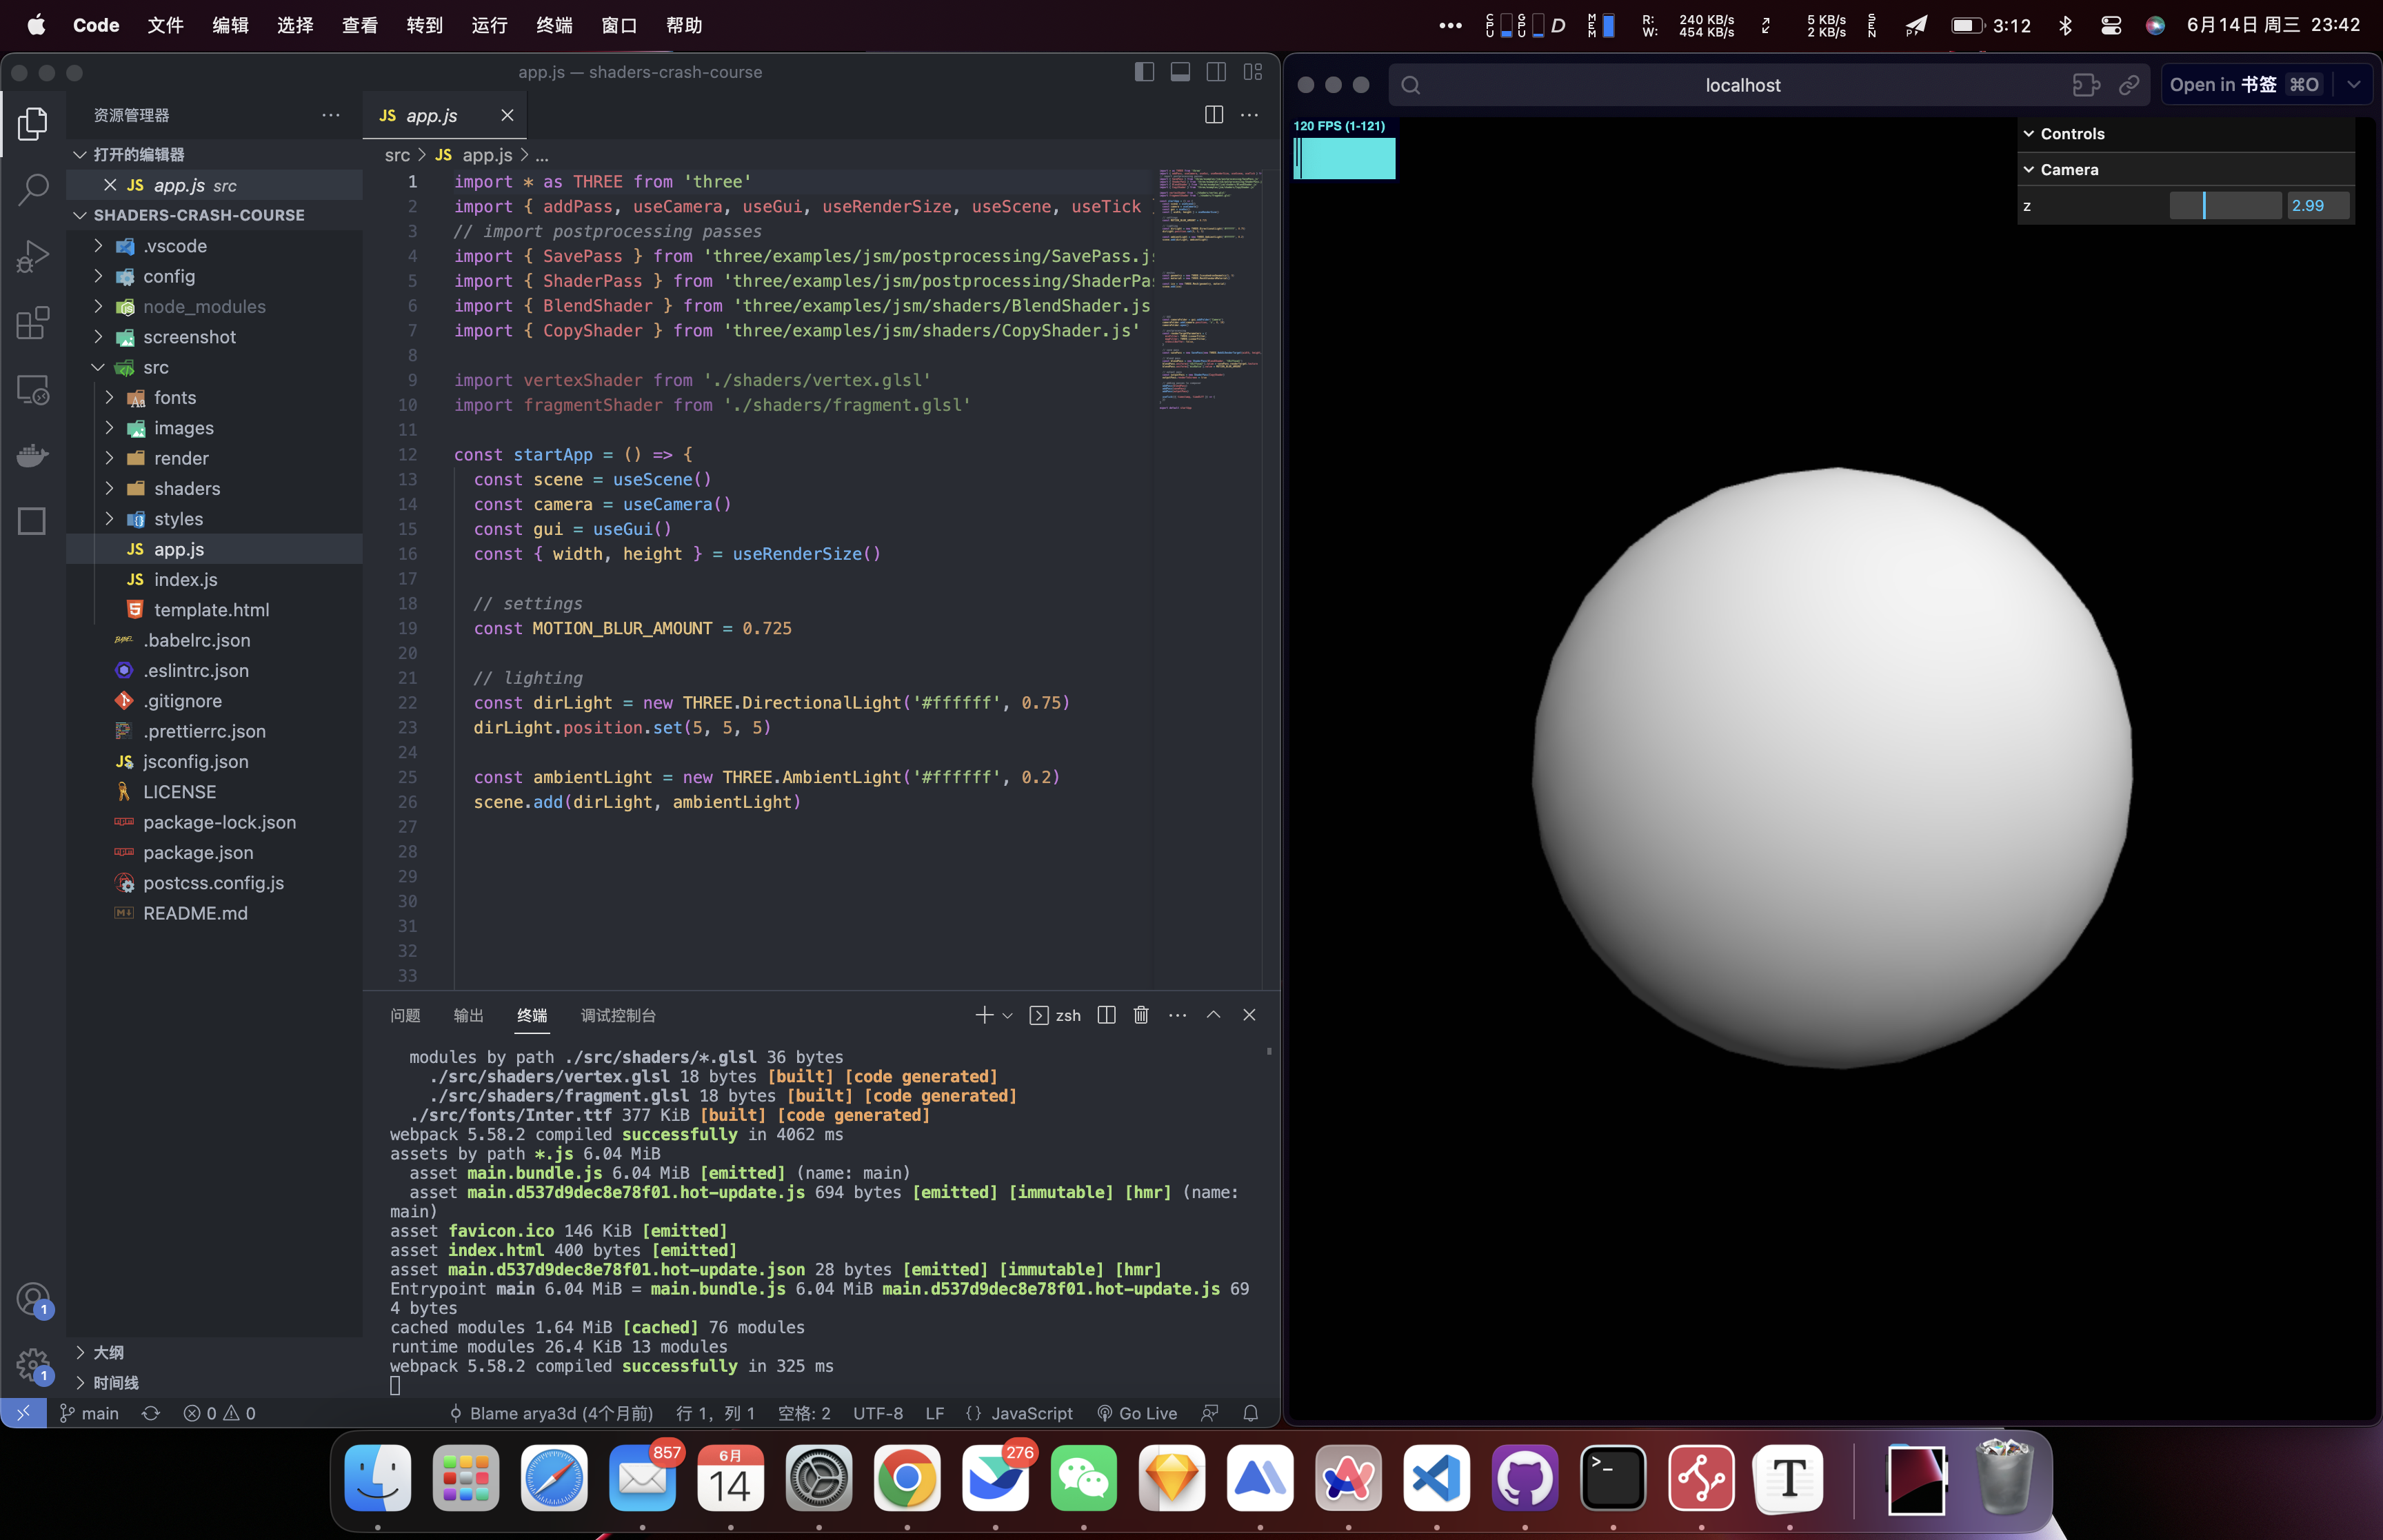 Code 文件 编辑 选择 查看 转到 运行 终端 窗口 帮助
CPU GPU D MEM R: 240 KB/s W: 454 KB/s 5 KB/s 2 KB/s SEN 3:12 6月14日 周三 23:42
app.js — shaders-crash-course
资源管理器
打开的编辑器
JS app.js src
SHADERS-CRASH-COURSE
.vscode
config
node_modules
screenshot
src
fonts
images
render
shaders
styles
JS app.js
JS index.js
template.html
.babelrc.json
.eslintrc.json
.gitignore
.prettierrc.json
jsconfig.json
LICENSE
package-lock.json
package.json
postcss.config.js
README.md
大纲
时间线
JS app.js
src > JS app.js > ...
1 import * as THREE from 'three'
2 import { addPass, useCamera, useGui, useRenderSize, useScene, useTick
3 // import postprocessing passes
4 import { SavePass } from 'three/examples/jsm/postprocessing/SavePass.js
5 import { ShaderPass } from 'three/examples/jsm/postprocessing/ShaderPas
6 import { BlendShader } from 'three/examples/jsm/shaders/BlendShader.js
7 import { CopyShader } from 'three/examples/jsm/shaders/CopyShader.js'
8
9 import vertexShader from './shaders/vertex.glsl'
10 import fragmentShader from './shaders/fragment.glsl'
11
12 const startApp = () => {
13 const scene = useScene()
14 const camera = useCamera()
15 const gui = useGui()
16 const { width, height } = useRenderSize()
17
18 // settings
19 const MOTION_BLUR_AMOUNT = 0.725
20
21 // lighting
22 const dirLight = new THREE.DirectionalLight('#ffffff', 0.75)
23 dirLight.position.set(5, 5, 5)
24
25 const ambientLight = new THREE.AmbientLight('#ffffff', 0.2)
26 scene.add(dirLight, ambientLight)
27
28
29
30
31
32
33
问题 输出 终端 调试控制台 zsh
modules by path ./src/shaders/*.glsl 36 bytes
./src/shaders/vertex.glsl 18 bytes [built] [code generated]
./src/shaders/fragment.glsl 18 bytes [built] [code generated]
./src/fonts/Inter.ttf 377 KiB [built] [code generated]
webpack 5.58.2 compiled successfully in 4062 ms
assets by path *.js 6.04 MiB
asset main.bundle.js 6.04 MiB [emitted] (name: main)
asset main.d537d9dec8e78f01.hot-update.js 694 bytes [emitted] [immutable] [hmr] (name:
main)
asset favicon.ico 146 KiB [emitted]
asset index.html 400 bytes [emitted]
asset main.d537d9dec8e78f01.hot-update.json 28 bytes [emitted] [immutable] [hmr]
Entrypoint main 6.04 MiB = main.bundle.js 6.04 MiB main.d537d9dec8e78f01.hot-update.js 69
4 bytes
cached modules 1.64 MiB [cached] 76 modules
runtime modules 26.4 KiB 13 modules
webpack 5.58.2 compiled successfully in 325 ms
main 0 0 Blame arya3d (4个月前) 行 1，列 1 空格: 2 UTF-8 LF {} JavaScript Go Live
1
1
localhost
Open in 书签 ⌘O
120 FPS (1-121)
Controls
Camera
z 2.99
857
6月
14
276
T